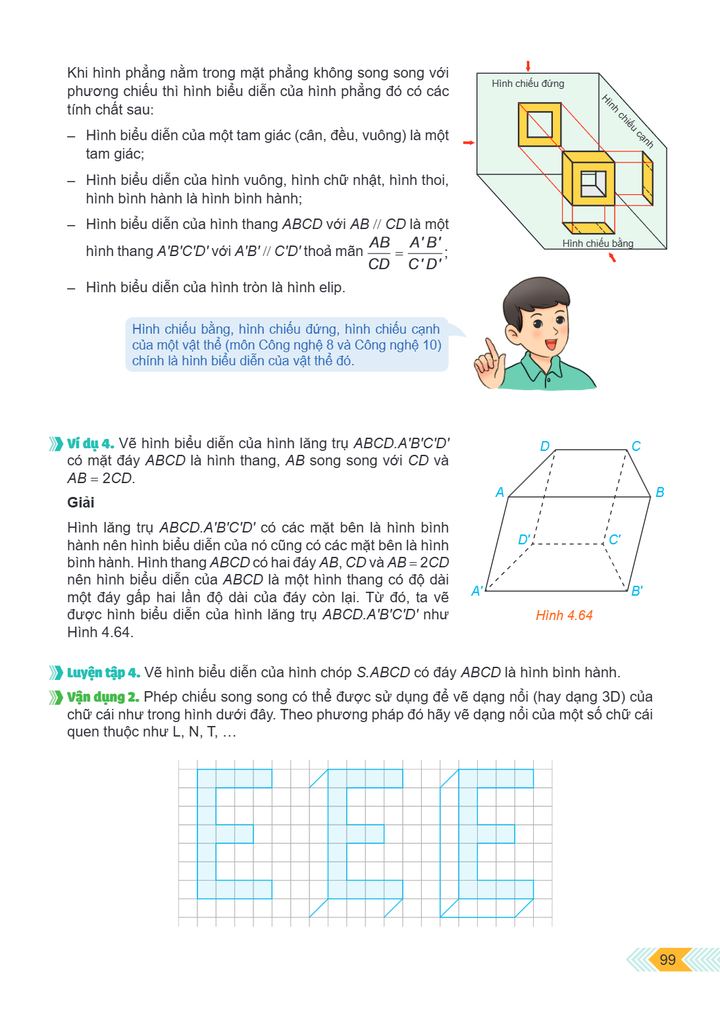 Khi hình phẳng nằm trong mặt phẳng không song song với
phương chiếu thì hình biểu diễn của hình phẳng đó có các
tính chất sau:
– Hình biểu diễn của một tam giác (cân, đều, vuông) là một
tam giác;
– Hình biểu diễn của hình vuông, hình chữ nhật, hình thoi,
hình bình hành là hình bình hành;
– Hình biểu diễn của hình thang ABCD với AB // CD là một
hình thang A'B'C'D' với A'B' // C'D' thoả mãn AB/CD = A'B'/C'D';
– Hình biểu diễn của hình tròn là hình elip.
Hình chiếu đứng
Hình chiếu cạnh
Hình chiếu bằng
Hình chiếu bằng, hình chiếu đứng, hình chiếu cạnh
của một vật thể (môn Công nghệ 8 và Công nghệ 10)
chính là hình biểu diễn của vật thể đó.
Ví dụ 4. Vẽ hình biểu diễn của hình lăng trụ ABCD.A'B'C'D'
có mặt đáy ABCD là hình thang, AB song song với CD và
AB = 2CD.
Giải
Hình lăng trụ ABCD.A'B'C'D' có các mặt bên là hình bình
hành nên hình biểu diễn của nó cũng có các mặt bên là hình
bình hành. Hình thang ABCD có hai đáy AB, CD và AB = 2CD
nên hình biểu diễn của ABCD là một hình thang có độ dài
một đáy gấp hai lần độ dài của đáy còn lại. Từ đó, ta vẽ
được hình biểu diễn của hình lăng trụ ABCD.A'B'C'D' như
Hình 4.64.
D C
A B
D' C'
A' B'
Hình 4.64
Luyện tập 4. Vẽ hình biểu diễn của hình chóp S.ABCD có đáy ABCD là hình bình hành.
Vận dụng 2. Phép chiếu song song có thể được sử dụng để vẽ dạng nổi (hay dạng 3D) của
chữ cái như trong hình dưới đây. Theo phương pháp đó hãy vẽ dạng nổi của một số chữ cái
quen thuộc như L, N, T, …
E E E
99